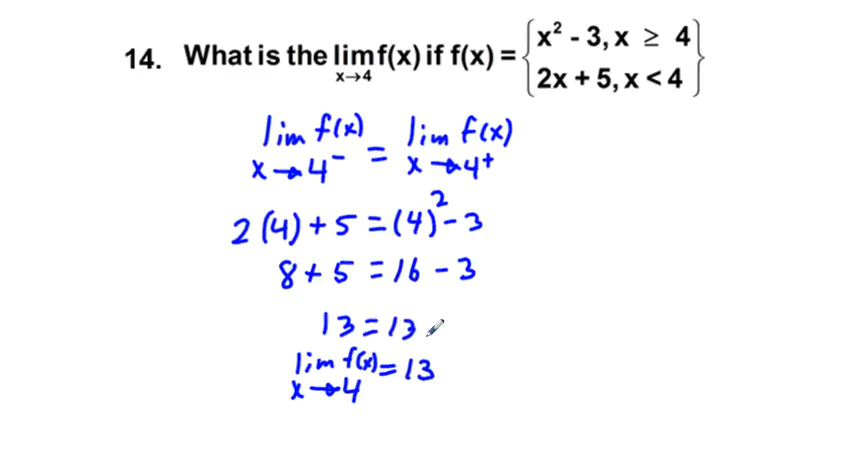 14. What is the lim f(x) if f(x) = { x² - 3, x ≥ 4 }
x→4
{ 2x + 5, x < 4 }
lim f(x) = lim f(x)
x→4⁻ x→4⁺
2(4) + 5 = (4)² - 3
8 + 5 = 16 - 3
13 = 13
lim f(x) = 13
x→4